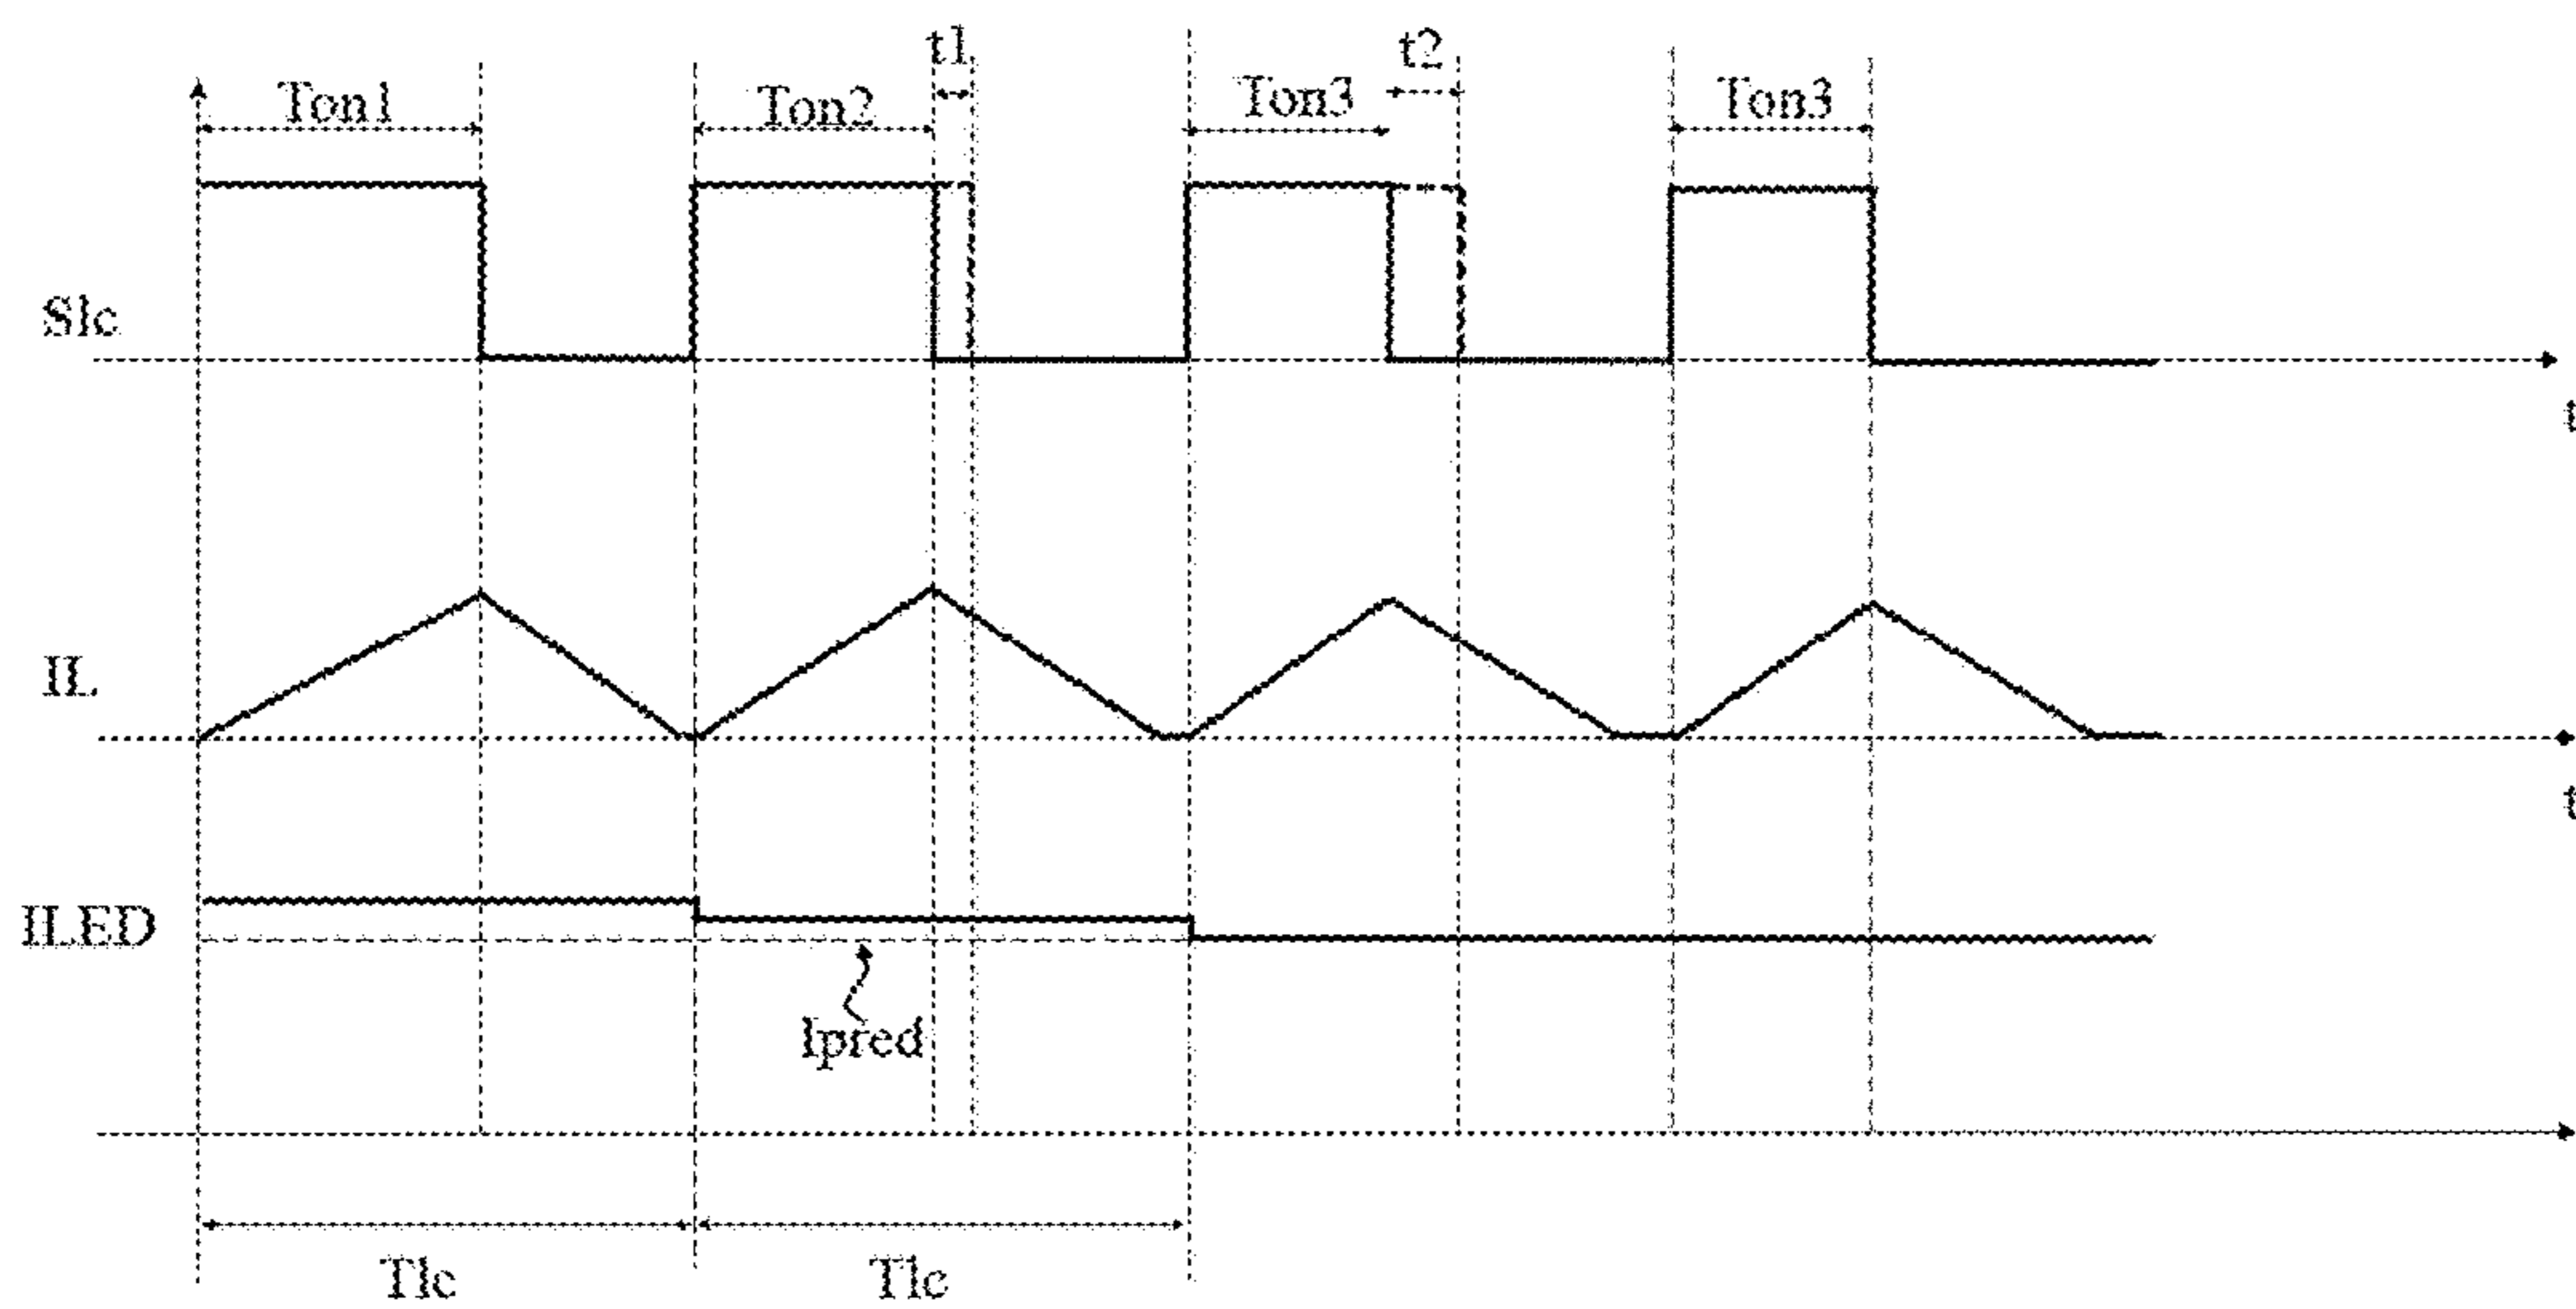 t1
t2
Ton1
Ton2
Ton3
Ton3
Slc
t
IL
t
ILED
Ipred
Tlc
Tlc